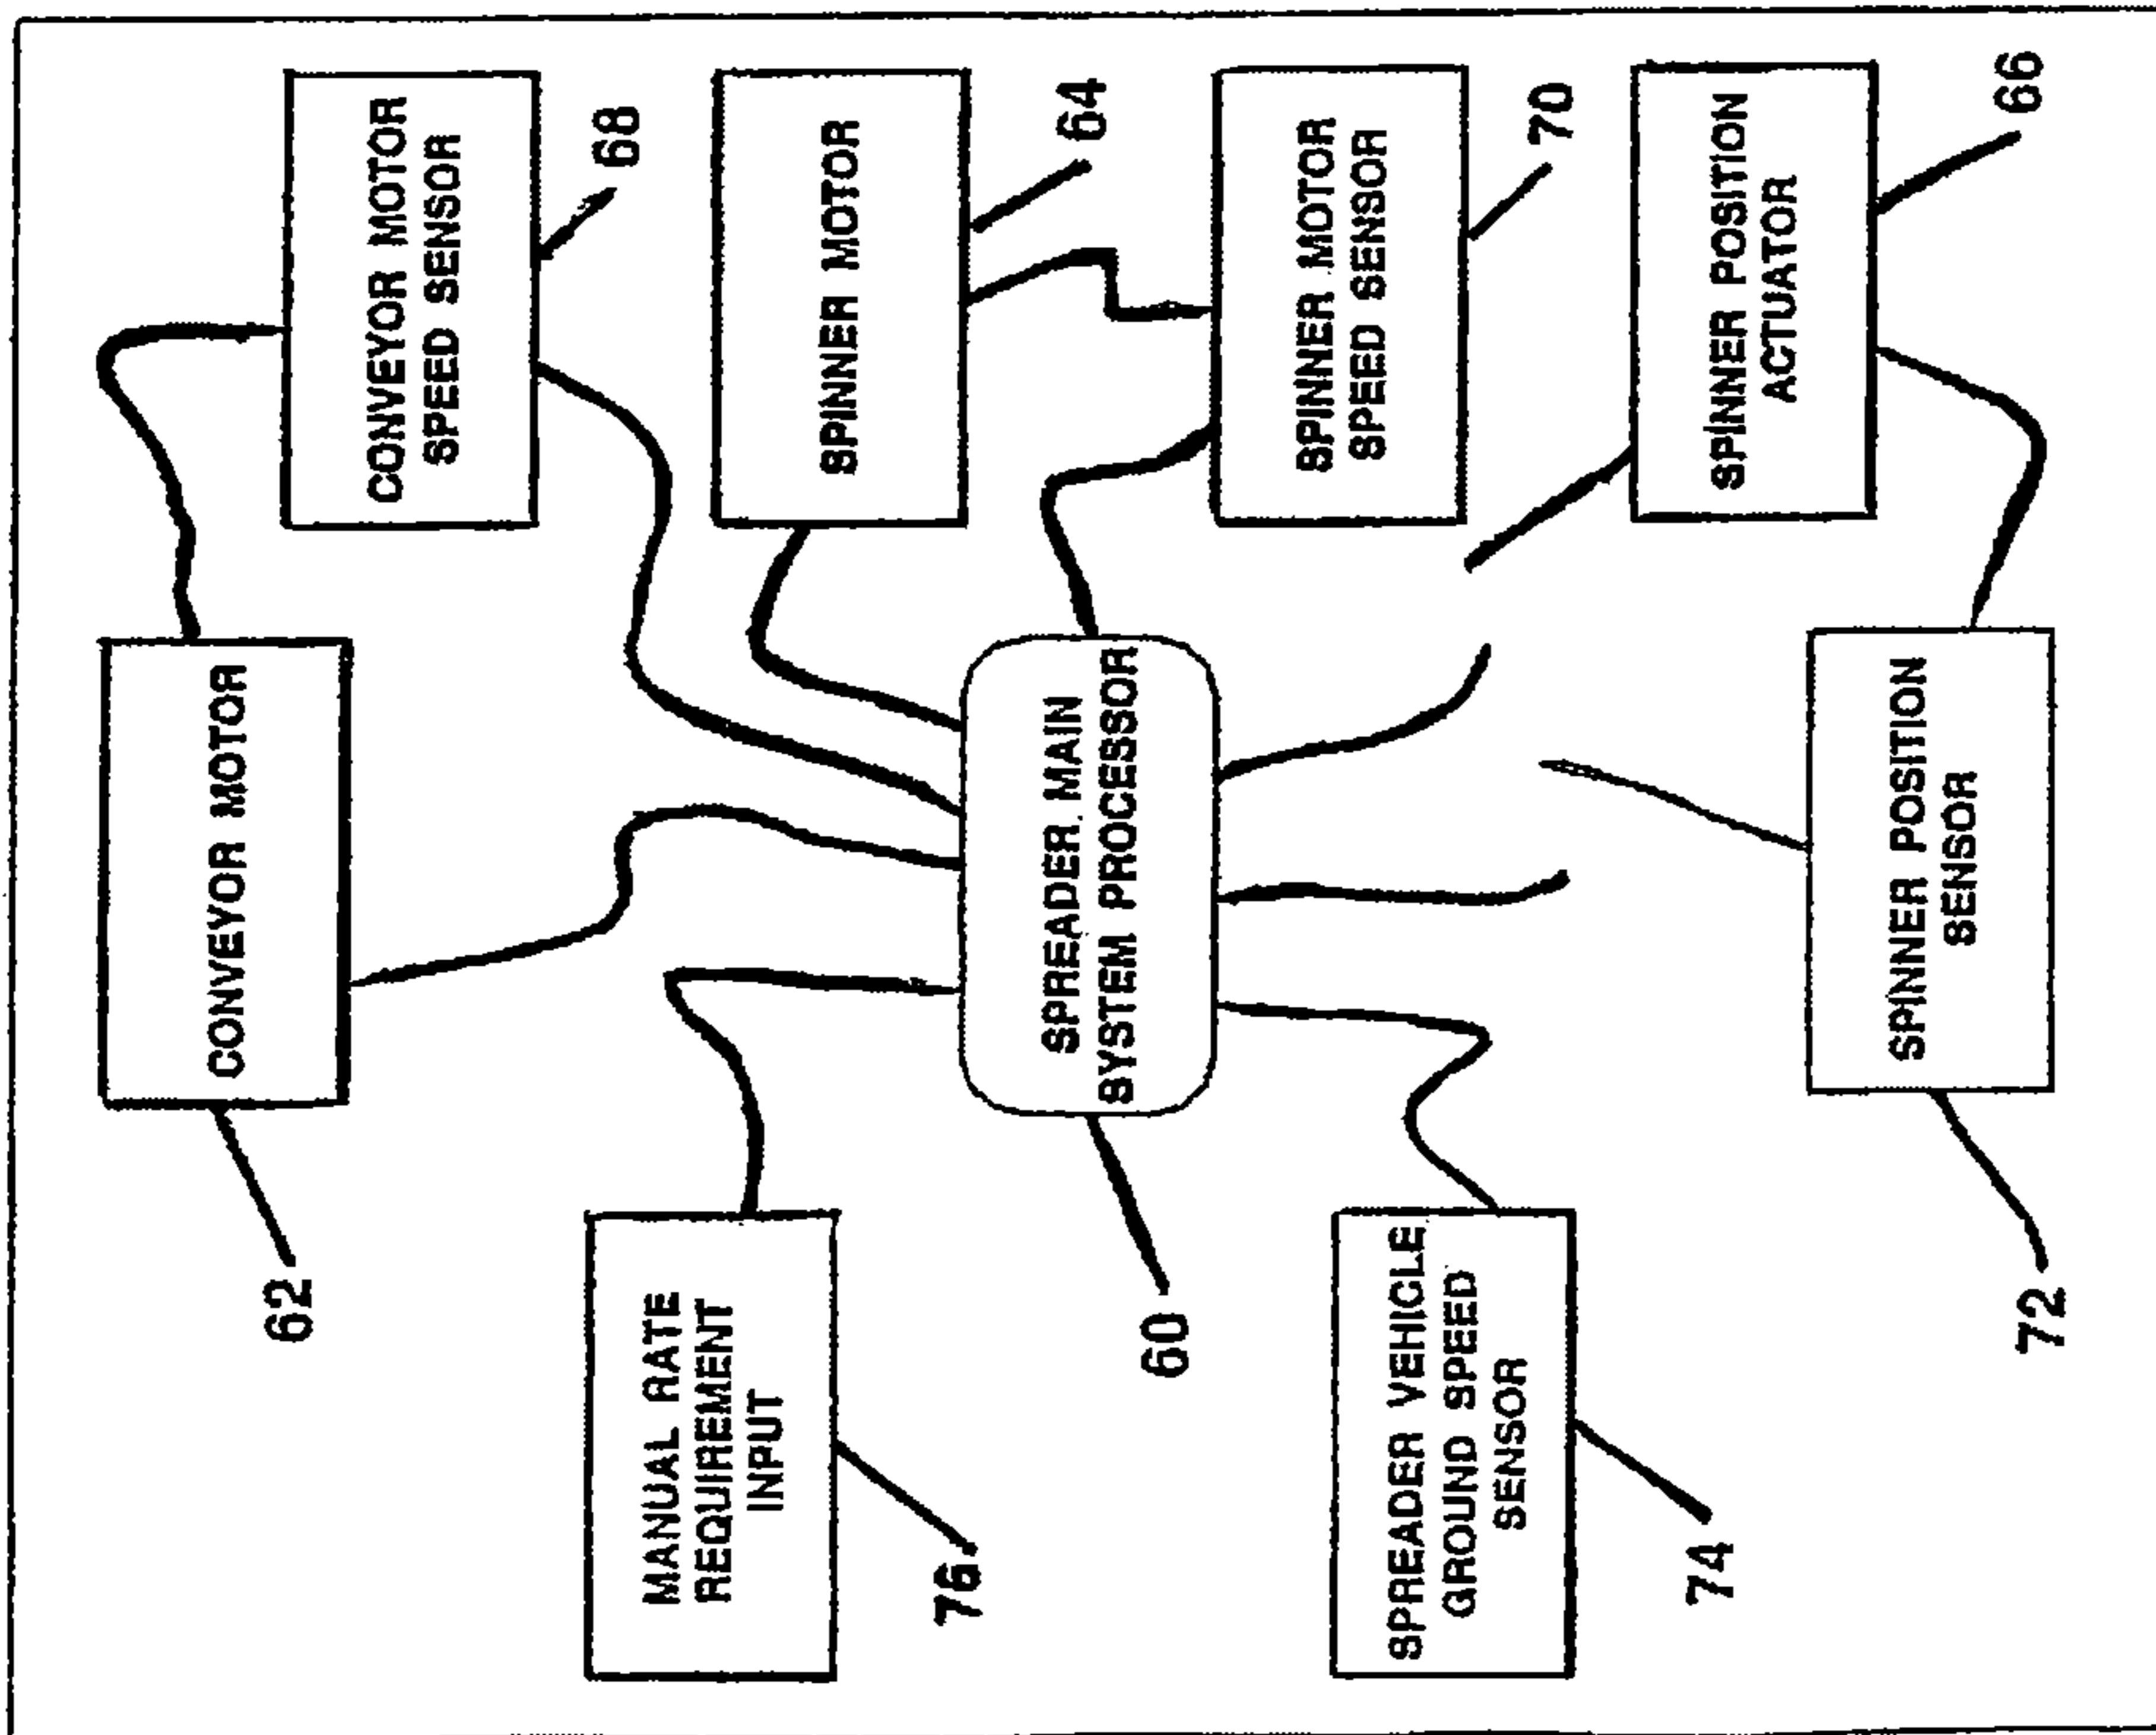 CONVEYOR MOTOR
62
CONVEYOR MOTOR
SPEED SENSOR
68
MANUAL RATE
REQUIREMENT
INPUT
76
SPINNER MOTOR
64
SPREADER MAIN
SYSTEM PROCESSOR
60
SPINNER MOTOR
SPEED SENSOR
70
SPREADER VEHICLE
GROUND SPEED
SENSOR
74
SPINNER POSITION
ACTUATOR
66
SPINNER POSITION
SENSOR
72